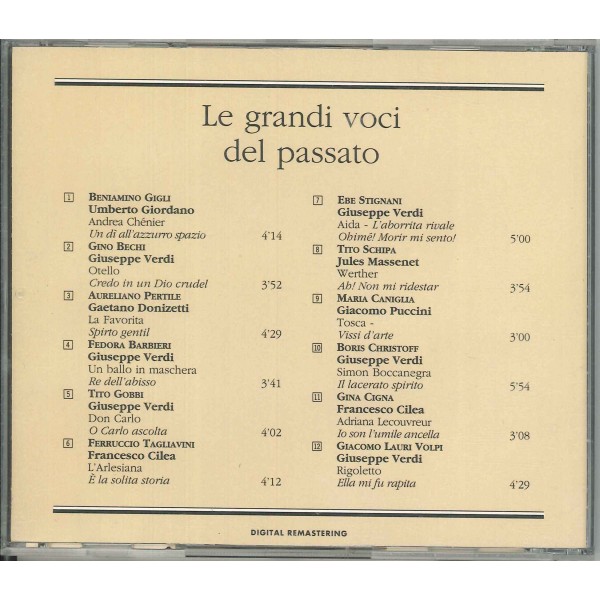 Le grandi voci
del passato
1 BENIAMINO GIGLI
Umberto Giordano
Andrea Chénier
Un dì all'azzurro spazio 4'14
2 GINO BECHI
Giuseppe Verdi
Otello
Credo in un Dio crudel 3'52
3 AURELIANO PERTILE
Gaetano Donizetti
La Favorita
Spirto gentil 4'29
4 FEDORA BARBIERI
Giuseppe Verdi
Un ballo in maschera
Re dell'abisso 3'41
5 TITO GOBBI
Giuseppe Verdi
Don Carlo
O Carlo ascolta 4'02
6 FERRUCCIO TAGLIAVINI
Francesco Cilea
L'Arlesiana
È la solita storia 4'12
7 EBE STIGNANI
Giuseppe Verdi
Aida - L'aborrita rivale
Ohimê! Morir mi sento! 5'00
8 TITO SCHIPA
Jules Massenet
Werther
Ah! Non mi ridestar 3'54
9 MARIA CANIGLIA
Giacomo Puccini
Tosca -
Vissi d'arte 3'00
10 BORIS CHRISTOFF
Giuseppe Verdi
Simon Boccanegra
Il lacerato spirito 5'54
11 GINA CIGNA
Francesco Cilea
Adriana Lecouvreur
Io son l'umile ancella 3'08
12 GIACOMO LAURI VOLPI
Giuseppe Verdi
Rigoletto
Ella mi fu rapita 4'29
DIGITAL REMASTERING